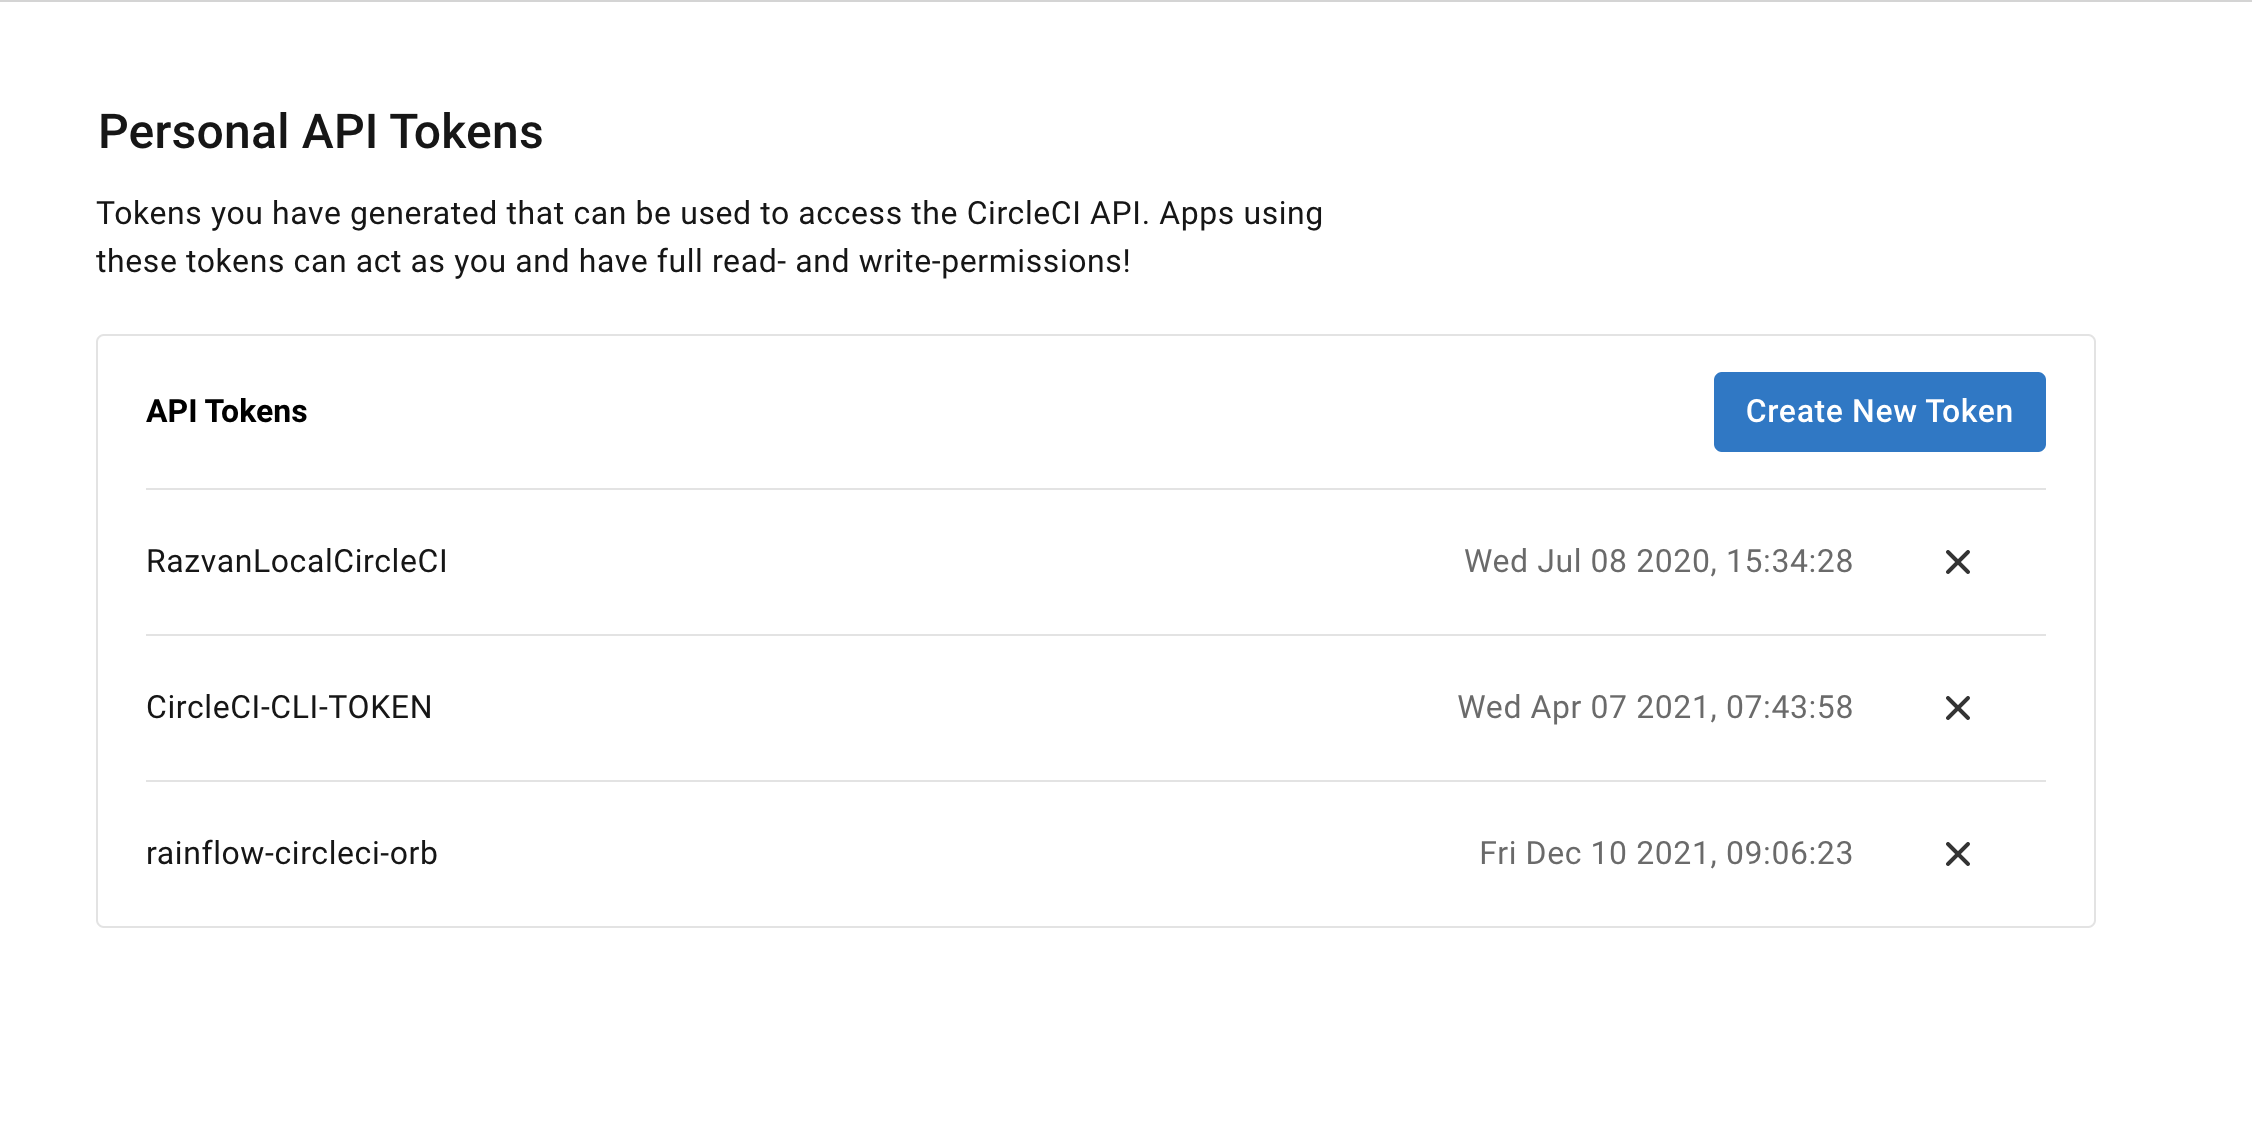 Personal API Tokens
Tokens you have generated that can be used to access the CircleCI API. Apps using
these tokens can act as you and have full read- and write-permissions!
API Tokens
Create New Token
RazvanLocalCircleCI Wed Jul 08 2020, 15:34:28
CircleCI-CLI-TOKEN Wed Apr 07 2021, 07:43:58
rainflow-circleci-orb Fri Dec 10 2021, 09:06:23